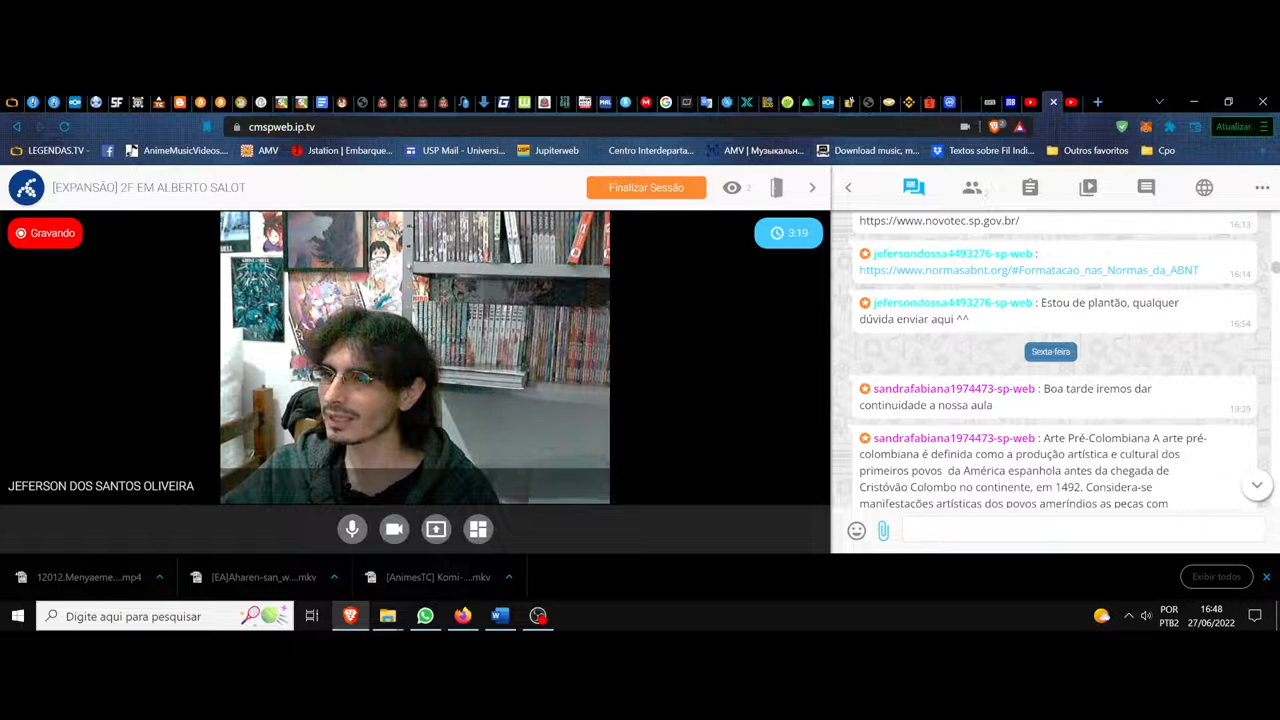 cmspweb.ip.tv
Atualizar
LEGENDAS.TV -
AnimeMusicVideos...
AMV
Jstation | Embarque...
USP Mail - Universi...
Jupiterweb
Centro Interdeparta...
AMV | Музыкальн...
Download music, m...
Textos sobre Fil Indi...
Outros favoritos
Cpo
[EXPANSÃO] 2F EM ALBERTO SALOT
Finalizar Sessão
2
Gravando
3:19
JEFERSON DOS SANTOS OLIVEIRA
https://www.novotec.sp.gov.br/
16:13
jefersondossa4493276-sp-web :
https://www.normasabnt.org/#Formatacao_nas_Normas_da_ABNT
16:14
jefersondossa4493276-sp-web : Estou de plantão, qualquer
dúvida enviar aqui ^^
16:54
Sexta-feira
sandrafabiana1974473-sp-web : Boa tarde iremos dar
continuidade a nossa aula
19:29
sandrafabiana1974473-sp-web : Arte Pré-Colombiana A arte pré-
colombiana é definida como a produção artística e cultural dos
primeiros povos da América espanhola antes da chegada de
Cristóvão Colombo no continente, em 1492. Considera-se
manifestações artísticas dos povos ameríndios as peças com
12012.Menyaeme....mp4
[EA]Aharen-san_w....mkv
[AnimesTC] Komi-....mkv
Exibir todos
Digite aqui para pesquisar
POR
PTB2
16:48
27/06/2022